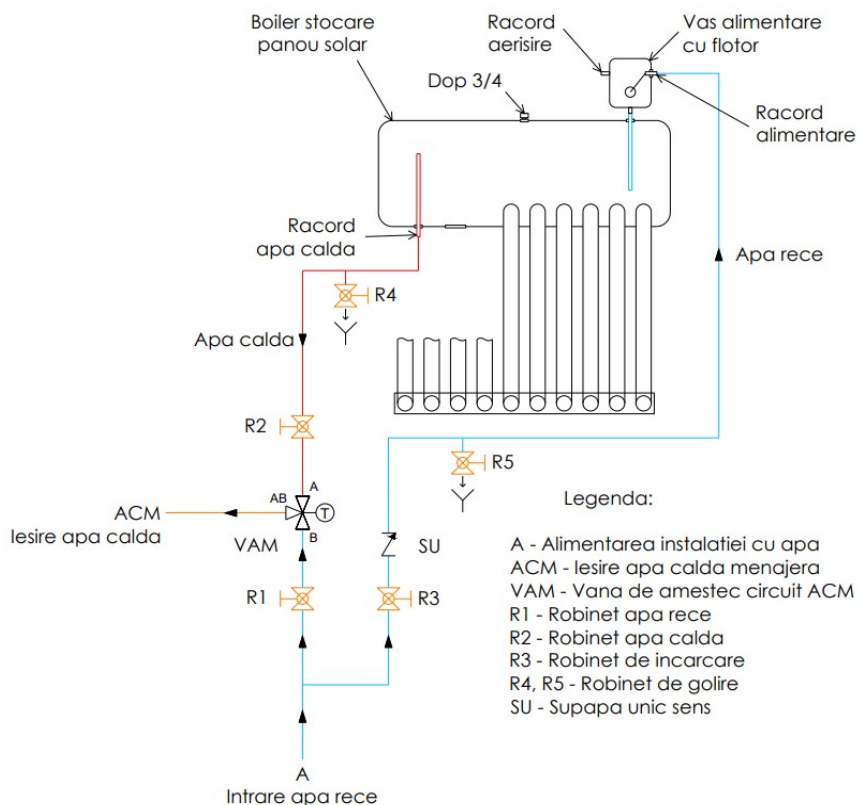 Boiler stocare
panou solar
Racord
aerisire
Vas alimentare
cu flotor
Dop 3/4
Racord
alimentare
Racord
apa calda
Apa rece
R4
Apa calda
R2
R5
A
AB
T
B
ACM
Iesire apa calda
VAM
SU
R1
R3
Legenda:
A - Alimentarea instalatiei cu apa
ACM - Iesire apa calda menajera
VAM - Vana de amestec circuit ACM
R1 - Robinet apa rece
R2 - Robinet apa calda
R3 - Robinet de incarcare
R4, R5 - Robinet de golire
SU - Supapa unic sens
A
Intrare apa rece